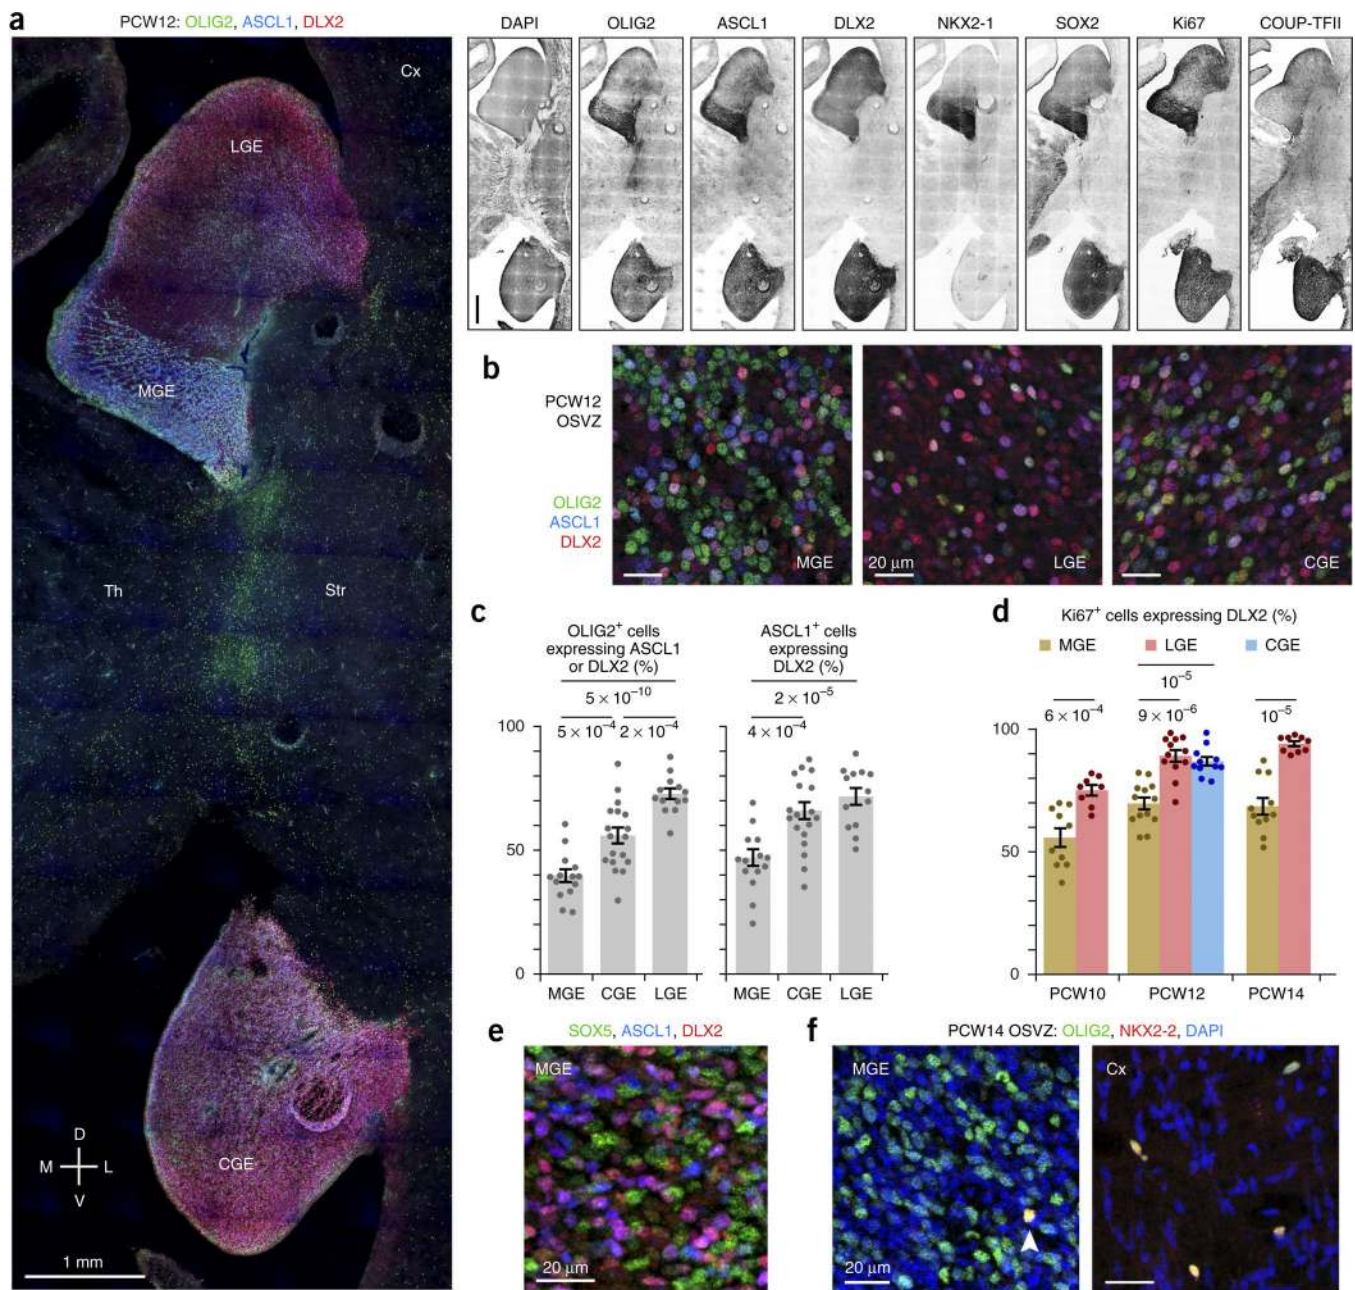 a
PCW12: OLIG2, ASCL1, DLX2
Cx
LGE
MGE
Th
Str
CGE
D
M L
V
1 mm
DAPI OLIG2 ASCL1 DLX2 NKX2-1 SOX2 Ki67 COUP-TFII
b
PCW12
OSVZ
OLIG2
ASCL1
DLX2
MGE
20 μm
LGE
CGE
c
OLIG2⁺ cells
expressing ASCL1
or DLX2 (%)
5 × 10⁻¹⁰
5 × 10⁻⁴ 2 × 10⁻⁴
100
50
0
MGE CGE LGE
ASCL1⁺ cells
expressing
DLX2 (%)
2 × 10⁻⁵
4 × 10⁻⁴
MGE CGE LGE
d
Ki67⁺ cells expressing DLX2 (%)
MGE LGE CGE
10⁻⁵
6 × 10⁻⁴ 9 × 10⁻⁶ 10⁻⁵
100
50
0
PCW10 PCW12 PCW14
e
SOX5, ASCL1, DLX2
MGE
20 μm
f
PCW14 OSVZ: OLIG2, NKX2-2, DAPI
MGE
20 μm
Cx